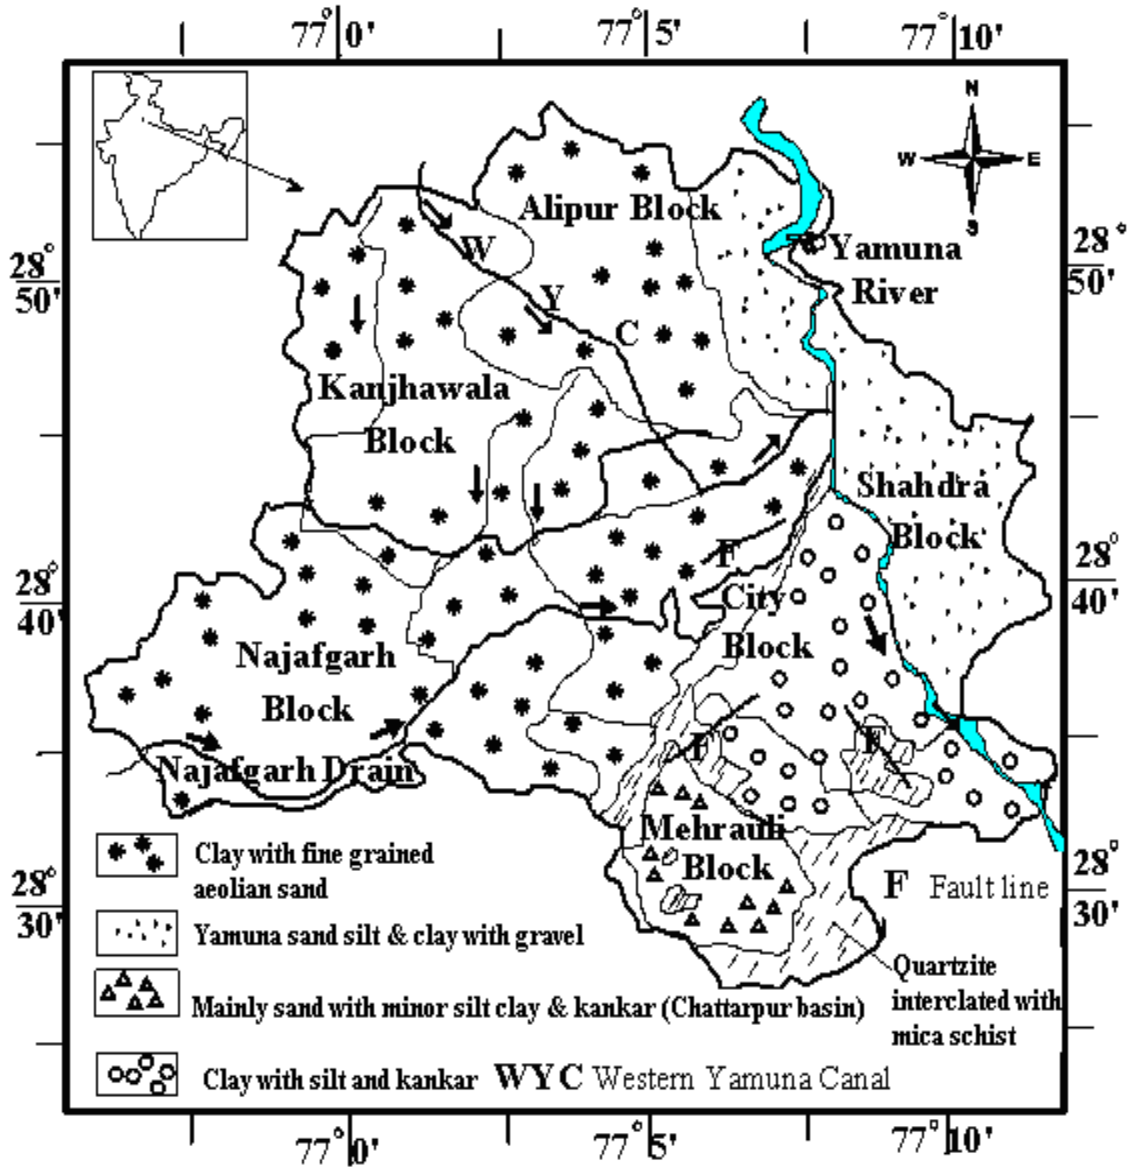 77° 0'
77° 5'
77° 10'
N
W
E
S
Alipur Block
W
Yamuna
River
28°
50'
28°
50'
Y
C
Kanjhawala
Block
Shahdra
Block
F
28°
40'
28°
40'
City
Block
Najafgarh
Block
F
F
Najafgarh Drain
Mehrauli
Block
Clay with fine grained
aeolian sand
28°
30'
28°
30'
F Fault line
Yamuna sand silt & clay with gravel
Quartzite
interclated with
mica schist
Mainly sand with minor silt clay & kankar (Chattarpur basin)
Clay with silt and kankar
WYC Western Yamuna Canal
77° 0'
77° 5'
77° 10'